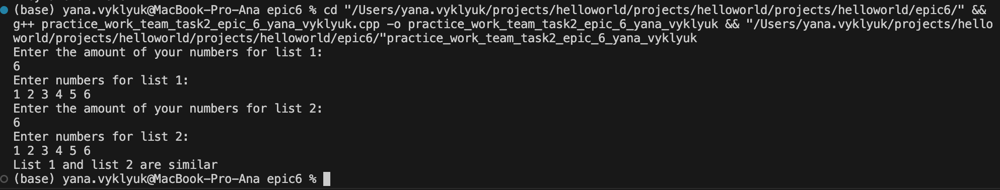 (base) yana.vyklyuk@MacBook-Pro-Ana epic6 % cd "/Users/yana.vyklyuk/projects/helloworld/projects/helloworld/projects/helloworld/epic6/" &&
g++ practice_work_team_task2_epic_6_yana_vyklyuk.cpp -o practice_work_team_task2_epic_6_yana_vyklyuk && "/Users/yana.vyklyuk/projects/hello
world/projects/helloworld/projects/helloworld/epic6/"practice_work_team_task2_epic_6_yana_vyklyuk
Enter the amount of your numbers for list 1:
6
Enter numbers for list 1:
1 2 3 4 5 6
Enter the amount of your numbers for list 2:
6
Enter numbers for list 2:
1 2 3 4 5 6
List 1 and list 2 are similar
(base) yana.vyklyuk@MacBook-Pro-Ana epic6 %